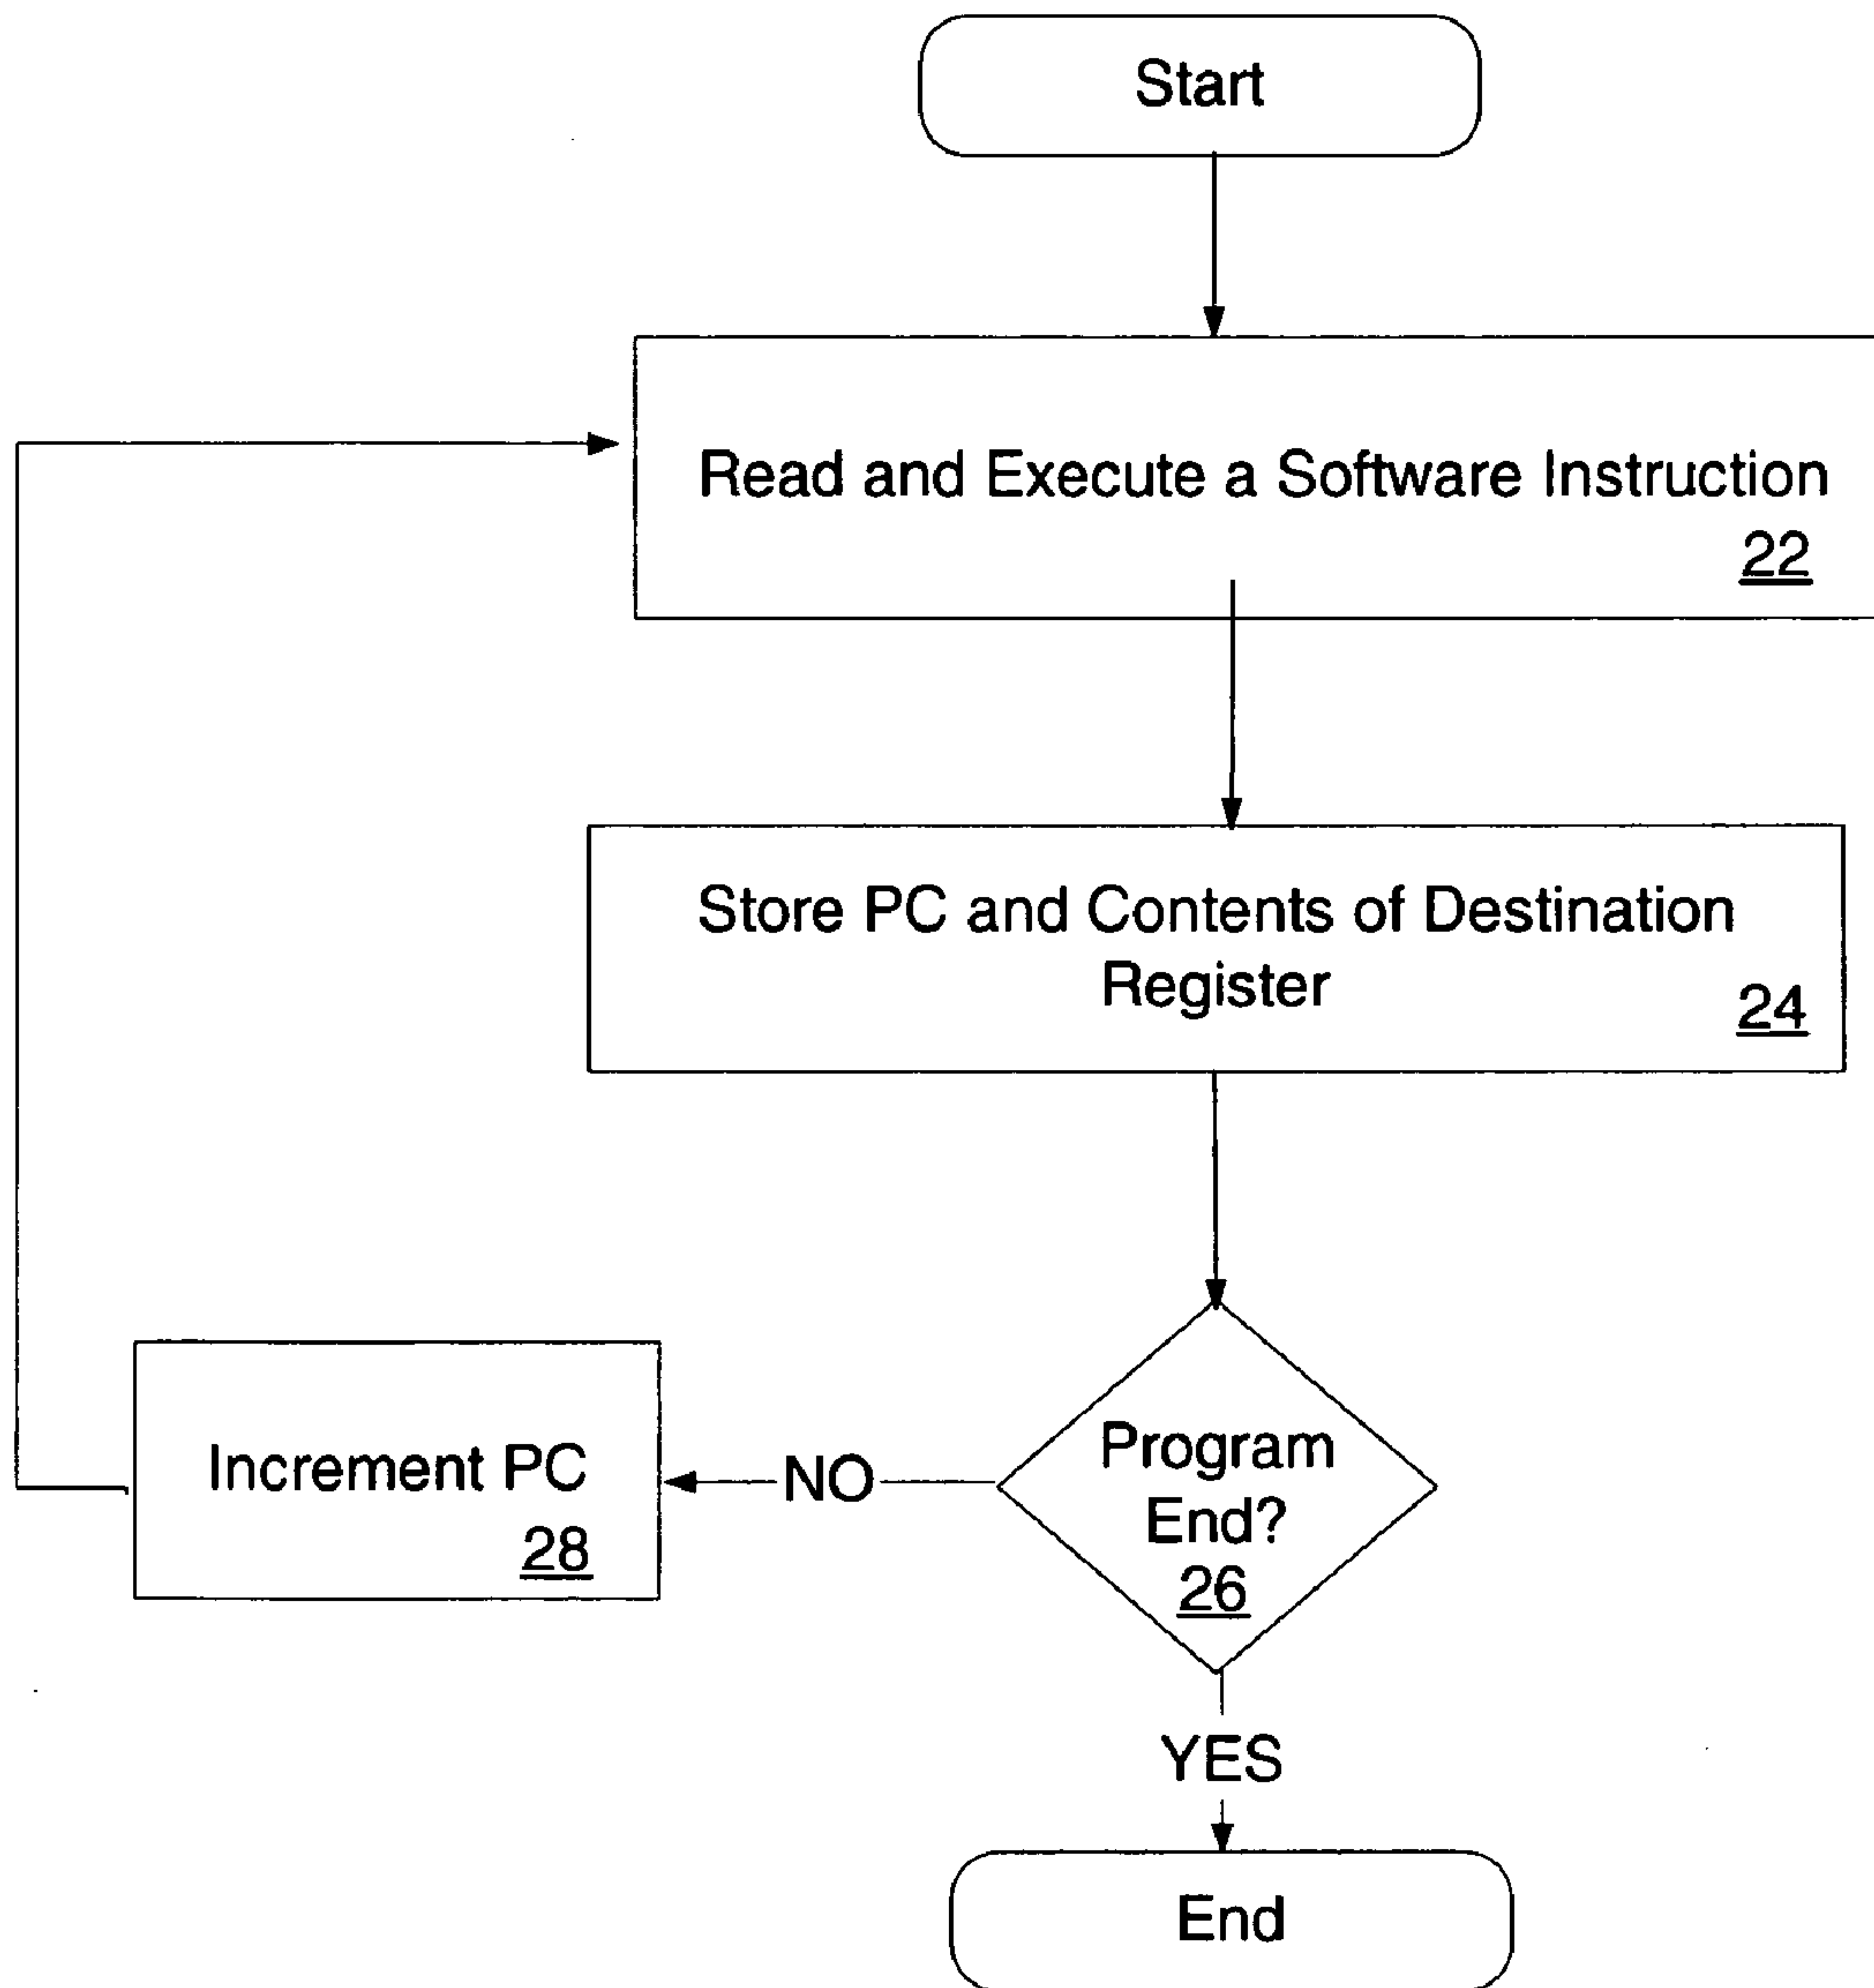 Start
Read and Execute a Software Instruction
22
Store PC and Contents of Destination
Register
24
Program
End?
26
NO
Increment PC
28
YES
End